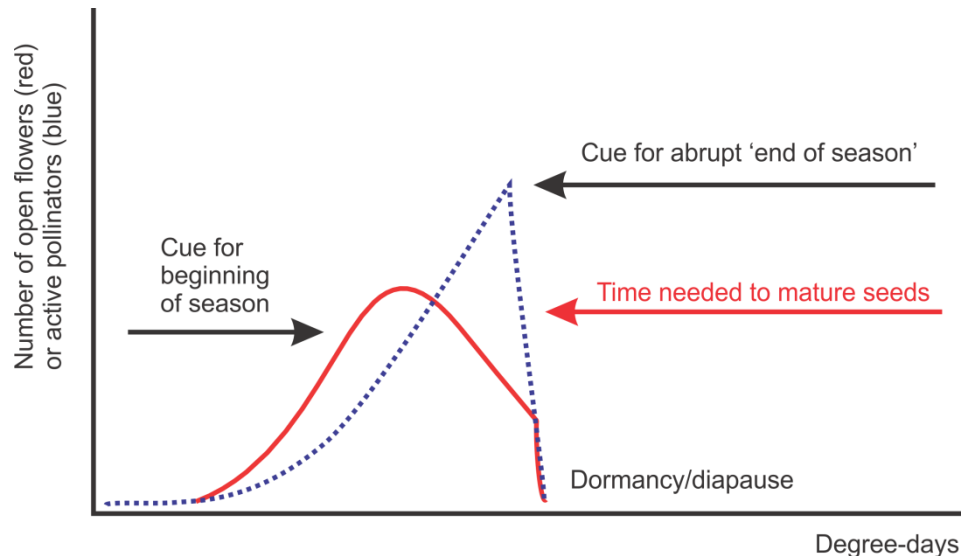 Number of open flowers (red)
or active pollinators (blue)
Cue for abrupt ‘end of season’
Cue for
beginning
of season
Time needed to mature seeds
Dormancy/diapause
Degree-days